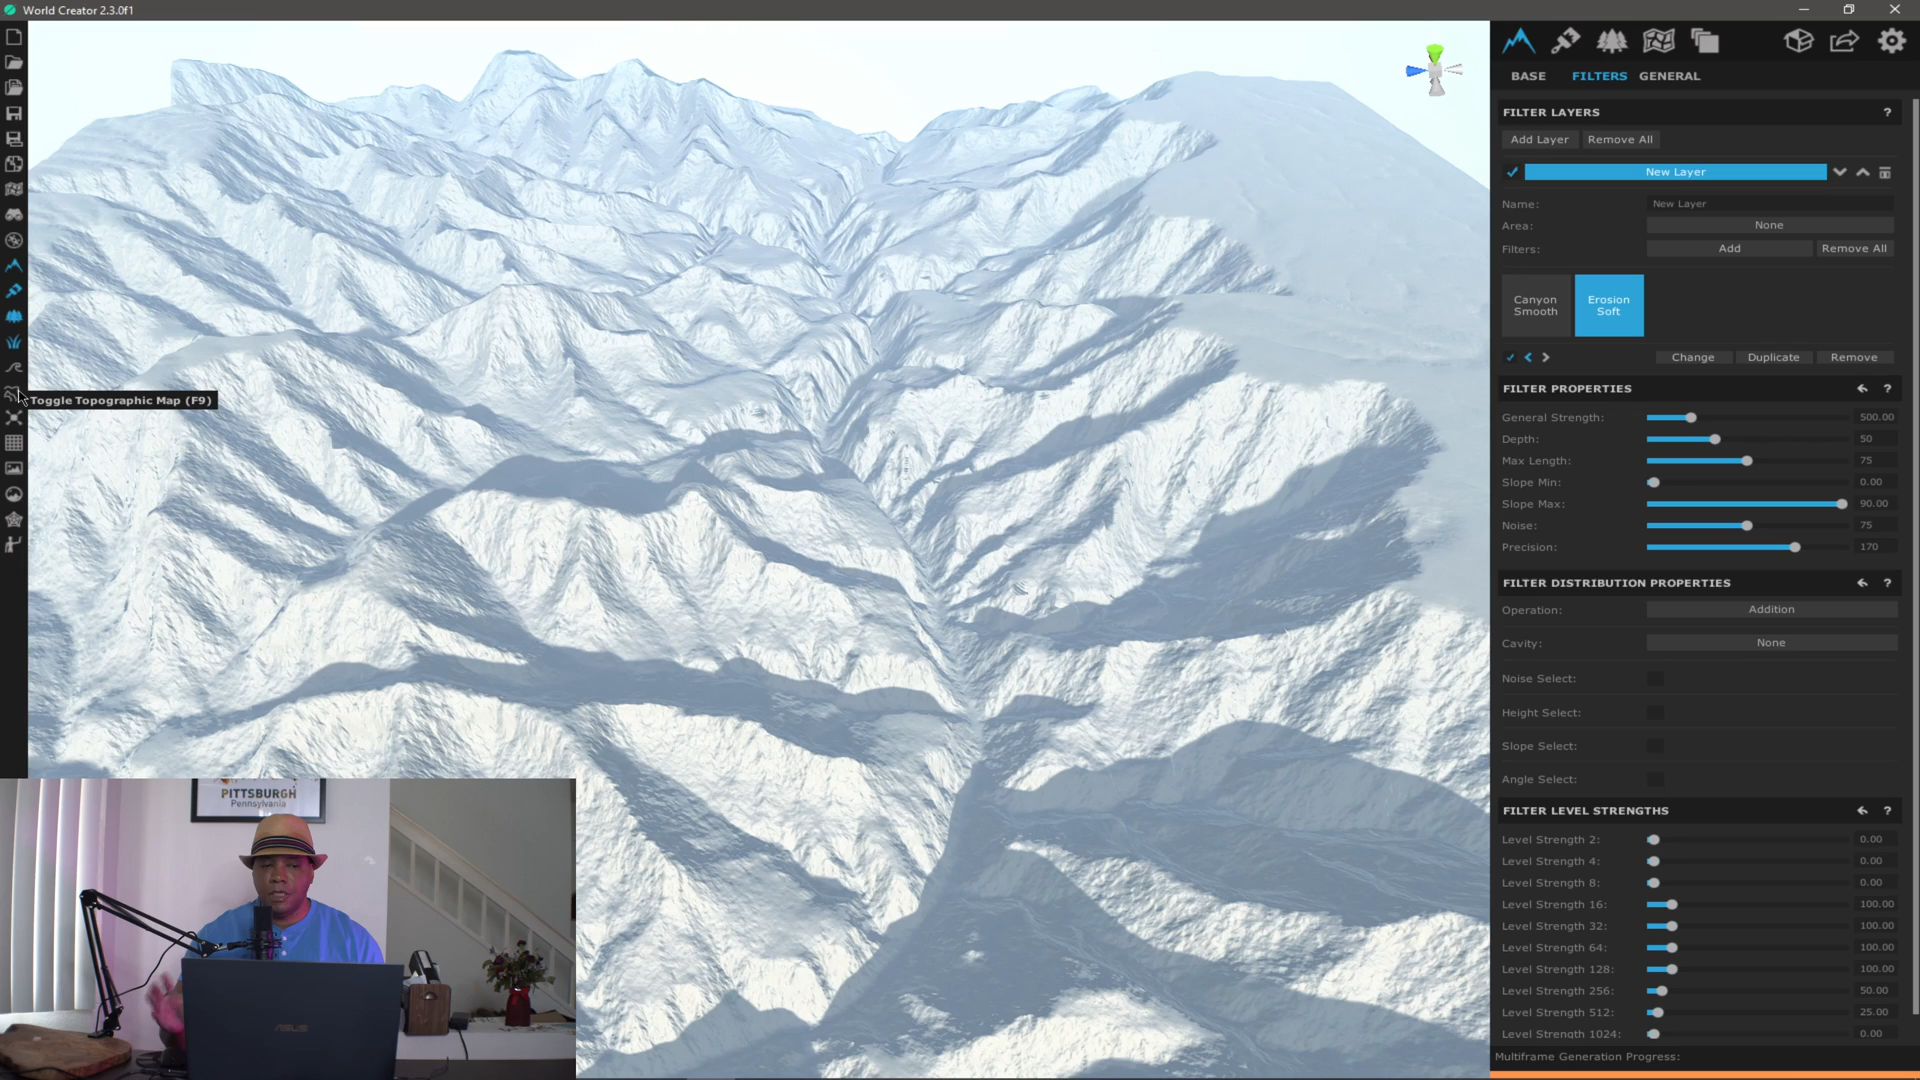 World Creator 2.3.0f1
BASE FILTERS GENERAL
FILTER LAYERS ?
Add Layer Remove All
New Layer
Name: New Layer
Area: None
Filters: Add Remove All
Canyon Smooth
Erosion Soft
Change Duplicate Remove
FILTER PROPERTIES ?
General Strength: 500.00
Depth: 50
Max Length: 75
Slope Min: 0.00
Slope Max: 90.00
Noise: 75
Precision: 170
FILTER DISTRIBUTION PROPERTIES ?
Operation: Addition
Cavity: None
Noise Select:
Height Select:
Slope Select:
Angle Select:
FILTER LEVEL STRENGTHS ?
Level Strength 2: 0.00
Level Strength 4: 0.00
Level Strength 8: 0.00
Level Strength 16: 100.00
Level Strength 32: 100.00
Level Strength 64: 100.00
Level Strength 128: 100.00
Level Strength 256: 50.00
Level Strength 512: 25.00
Level Strength 1024: 0.00
Multiframe Generation Progress:
Toggle Topographic Map (F9)
PITTSBURGH
Pennsylvania
ASUS